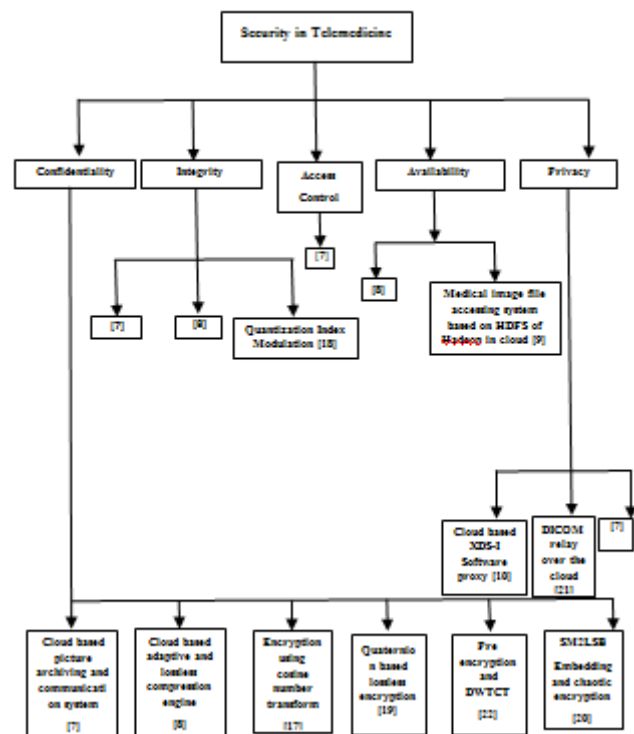 Security in Telemedicine
Confidentiality
Integrity
Access
Control
Availability
Privacy
[7]
[8]
[7]
[8]
Quantization Index
Modulation [18]
Medical image file
accessing system
based on HDFS of
Hadoop in cloud [9]
Cloud based
XDS-I
Software
proxy [10]
DICOM
relay over
the cloud
[21]
[7]
Cloud based
picture
archiving and
communicati
on system
[7]
Cloud based
adaptive and
lossless
compression
engine
[8]
Encryption
using
cosine
number
transform
[17]
Quaternio
n based
lossless
encryption
[19]
Pre
encryption
and
DWTCT
[22]
SM2LSB
Embedding
and chaotic
encryption
[20]